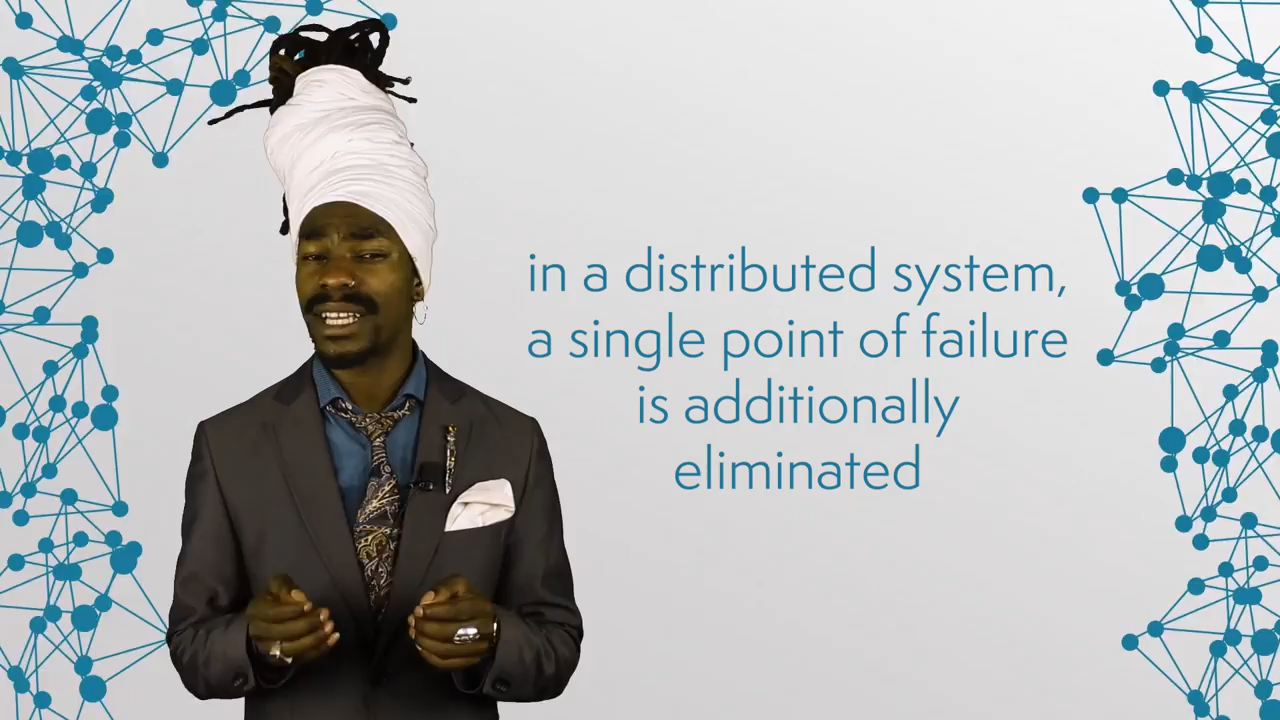 in a distributed system,
a single point of failure
is additionally
eliminated